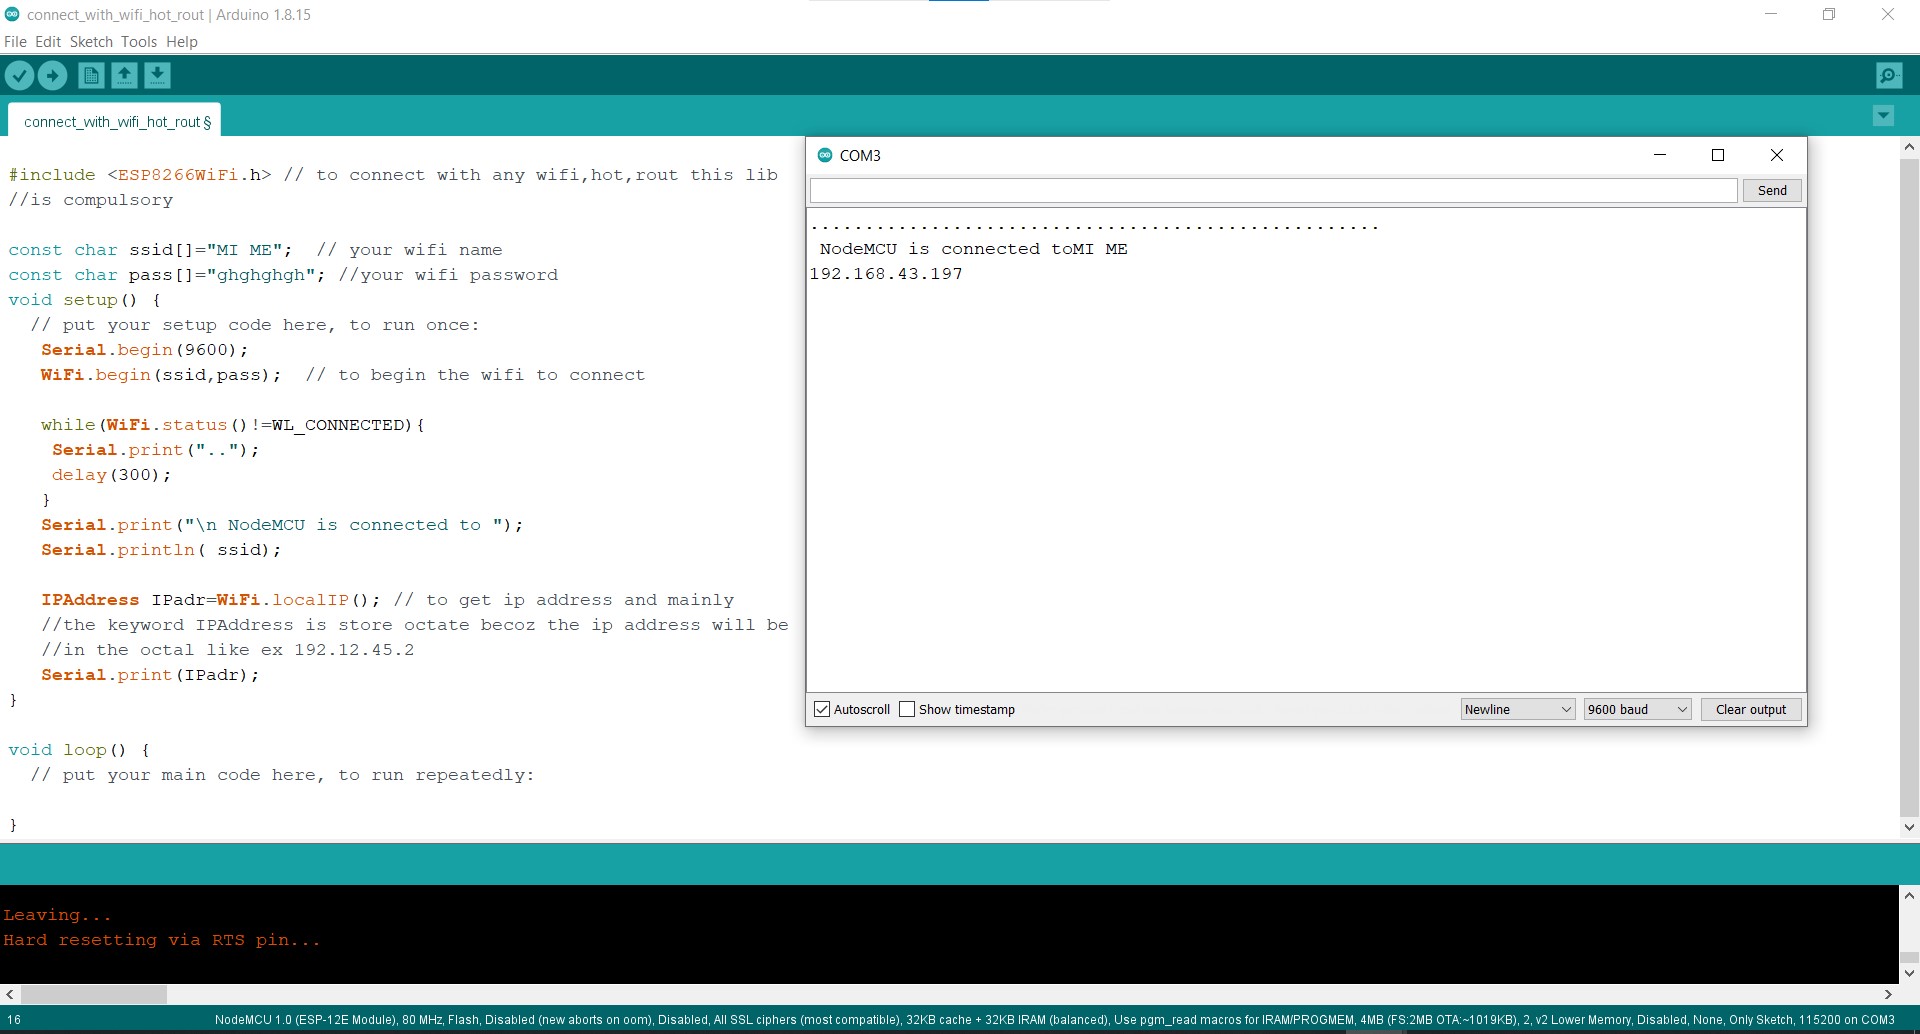 connect_with_wifi_hot_rout | Arduino 1.8.15
File Edit Sketch Tools Help
connect_with_wifi_hot_rout §
#include <ESP8266WiFi.h> // to connect with any wifi,hot,rout this lib
//is compulsory
const char ssid[]="MI ME";  // your wifi name
const char pass[]="ghghghgh"; //your wifi password
void setup() {
  // put your setup code here, to run once:
   Serial.begin(9600);
   WiFi.begin(ssid,pass);  // to begin the wifi to connect
   while(WiFi.status()!=WL_CONNECTED){
    Serial.print("..");
    delay(300);
   }
   Serial.print("\n NodeMCU is connected to ");
   Serial.println( ssid);
   IPAddress IPadr=WiFi.localIP(); // to get ip address and mainly
   //the keyword IPAddress is store octate becoz the ip address will be
   //in the octal like ex 192.12.45.2
   Serial.print(IPadr);
}
void loop() {
  // put your main code here, to run repeatedly:
}
COM3
Send
....................................................
 NodeMCU is connected toMI ME
192.168.43.197
Autoscroll Show timestamp Newline 9600 baud Clear output
Leaving...
Hard resetting via RTS pin...
16 NodeMCU 1.0 (ESP-12E Module), 80 MHz, Flash, Disabled (new aborts on oom), Disabled, All SSL ciphers (most compatible), 32KB cache + 32KB IRAM (balanced), Use pgm_read macros for IRAM/PROGMEM, 4MB (FS:2MB OTA:~1019KB), 2, v2 Lower Memory, Disabled, None, Only Sketch, 115200 on COM3